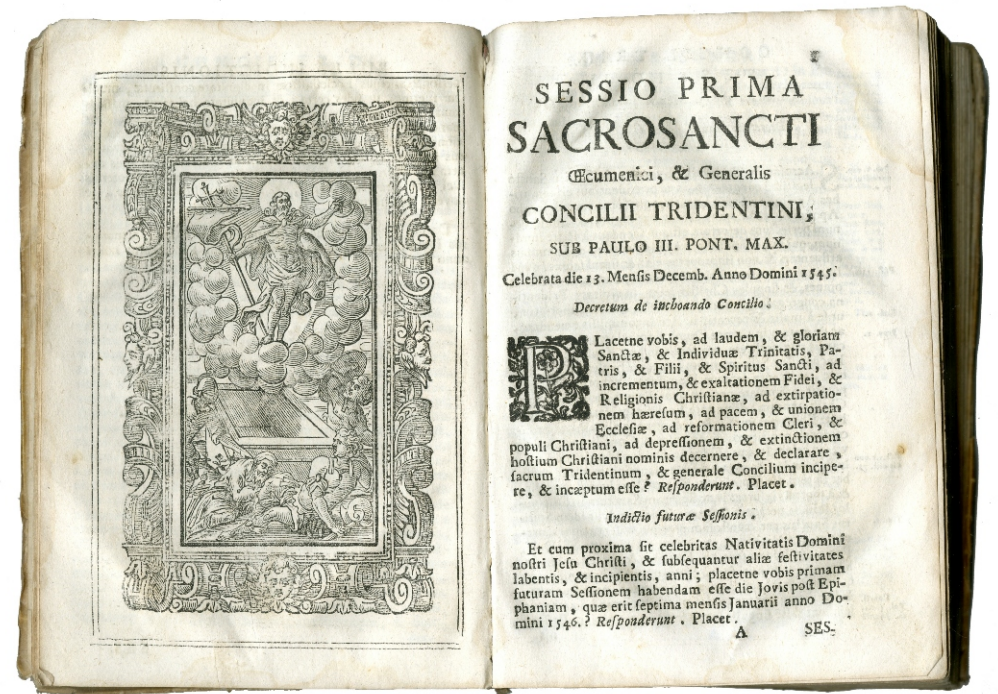 1
SESSIO PRIMA
SACROSANCTI
Œcumenici, & Generalis
CONCILII TRIDENTINI,
SUB PAULO III. PONT. MAX.
Celebrata die 13. Menſis Decemb. Anno Domini 1545.
Decretum de inchoando Concilio.
PLacetne vobis, ad laudem, & gloriam
Sanctæ, & Individuæ Trinitatis, Pa-
tris, & Filii, & Spiritus Sancti, ad
incrementum, & exaltationem Fidei, &
Religionis Chriſtianæ, ad extirpatio-
nem hæreſum, ad pacem, & unionem
Eccleſiæ, ad reformationem Cleri, &
populi Chriſtiani, ad depreſſionem, & extinctionem
hoſtium Chriſtiani nominis decernere, & declarare,
ſacrum Tridentinum, & generale Concilium incipe-
re, & incæptum eſſe? Reſponderunt. Placet.
Indictio futuræ Seſſionis.
Et cum proxima ſit celebritas Nativitatis Domini
noſtri Jeſu Chriſti, & ſubſequantur aliæ feſtivitates
labentis, & incipientis, anni; placetne vobis primam
futuram Seſſionem habendam eſſe die Jovis poſt Epi-
phaniam, quæ erit ſeptima menſis Januarii anno Do-
mini 1546.? Reſponderunt. Placet.
A SES-